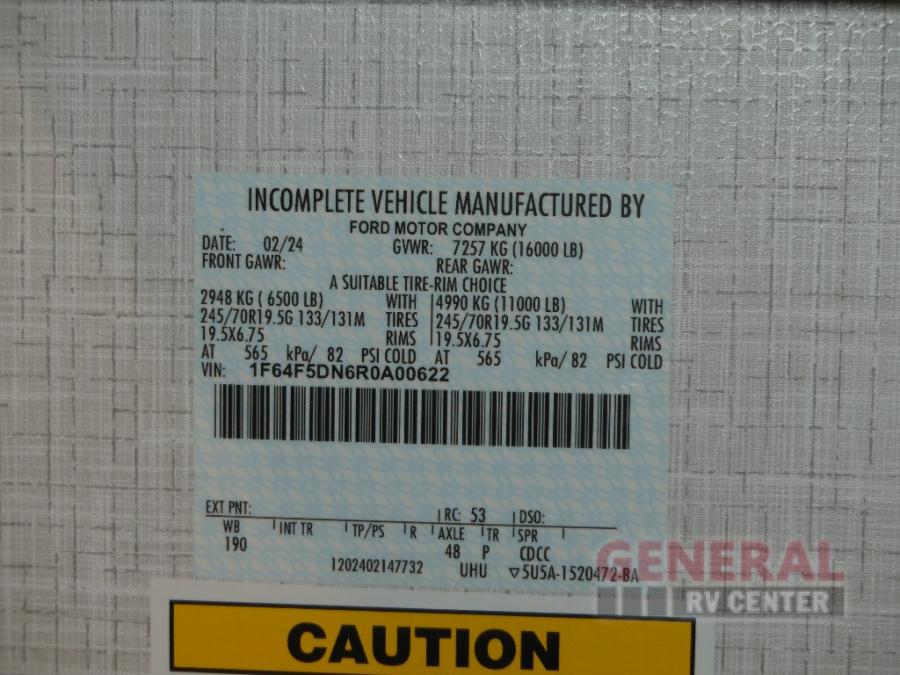 INCOMPLETE VEHICLE MANUFACTURED BY
FORD MOTOR COMPANY
DATE: 02/24 GVWR: 7257 KG (16000 LB)
FRONT GAWR: REAR GAWR:
A SUITABLE TIRE-RIM CHOICE
2948 KG ( 6500 LB) WITH 4990 KG (11000 LB) WITH
245/70R19.5G 133/131M TIRES 245/70R19.5G 133/131M TIRES
19.5X6.75 RIMS 19.5X6.75 RIMS
AT 565 kPa/ 82 PSI COLD AT 565 kPa/ 82 PSI COLD
VIN: 1F64F5DN6R0A00622
EXT PNT: RC: 53 DSO:
WB INT TR TP/PS R AXLE TR SPR
190 48 P CDCC
1202402147732 UHU ▽5U5A-1520472-BA
GENERAL
RV CENTER
CAUTION